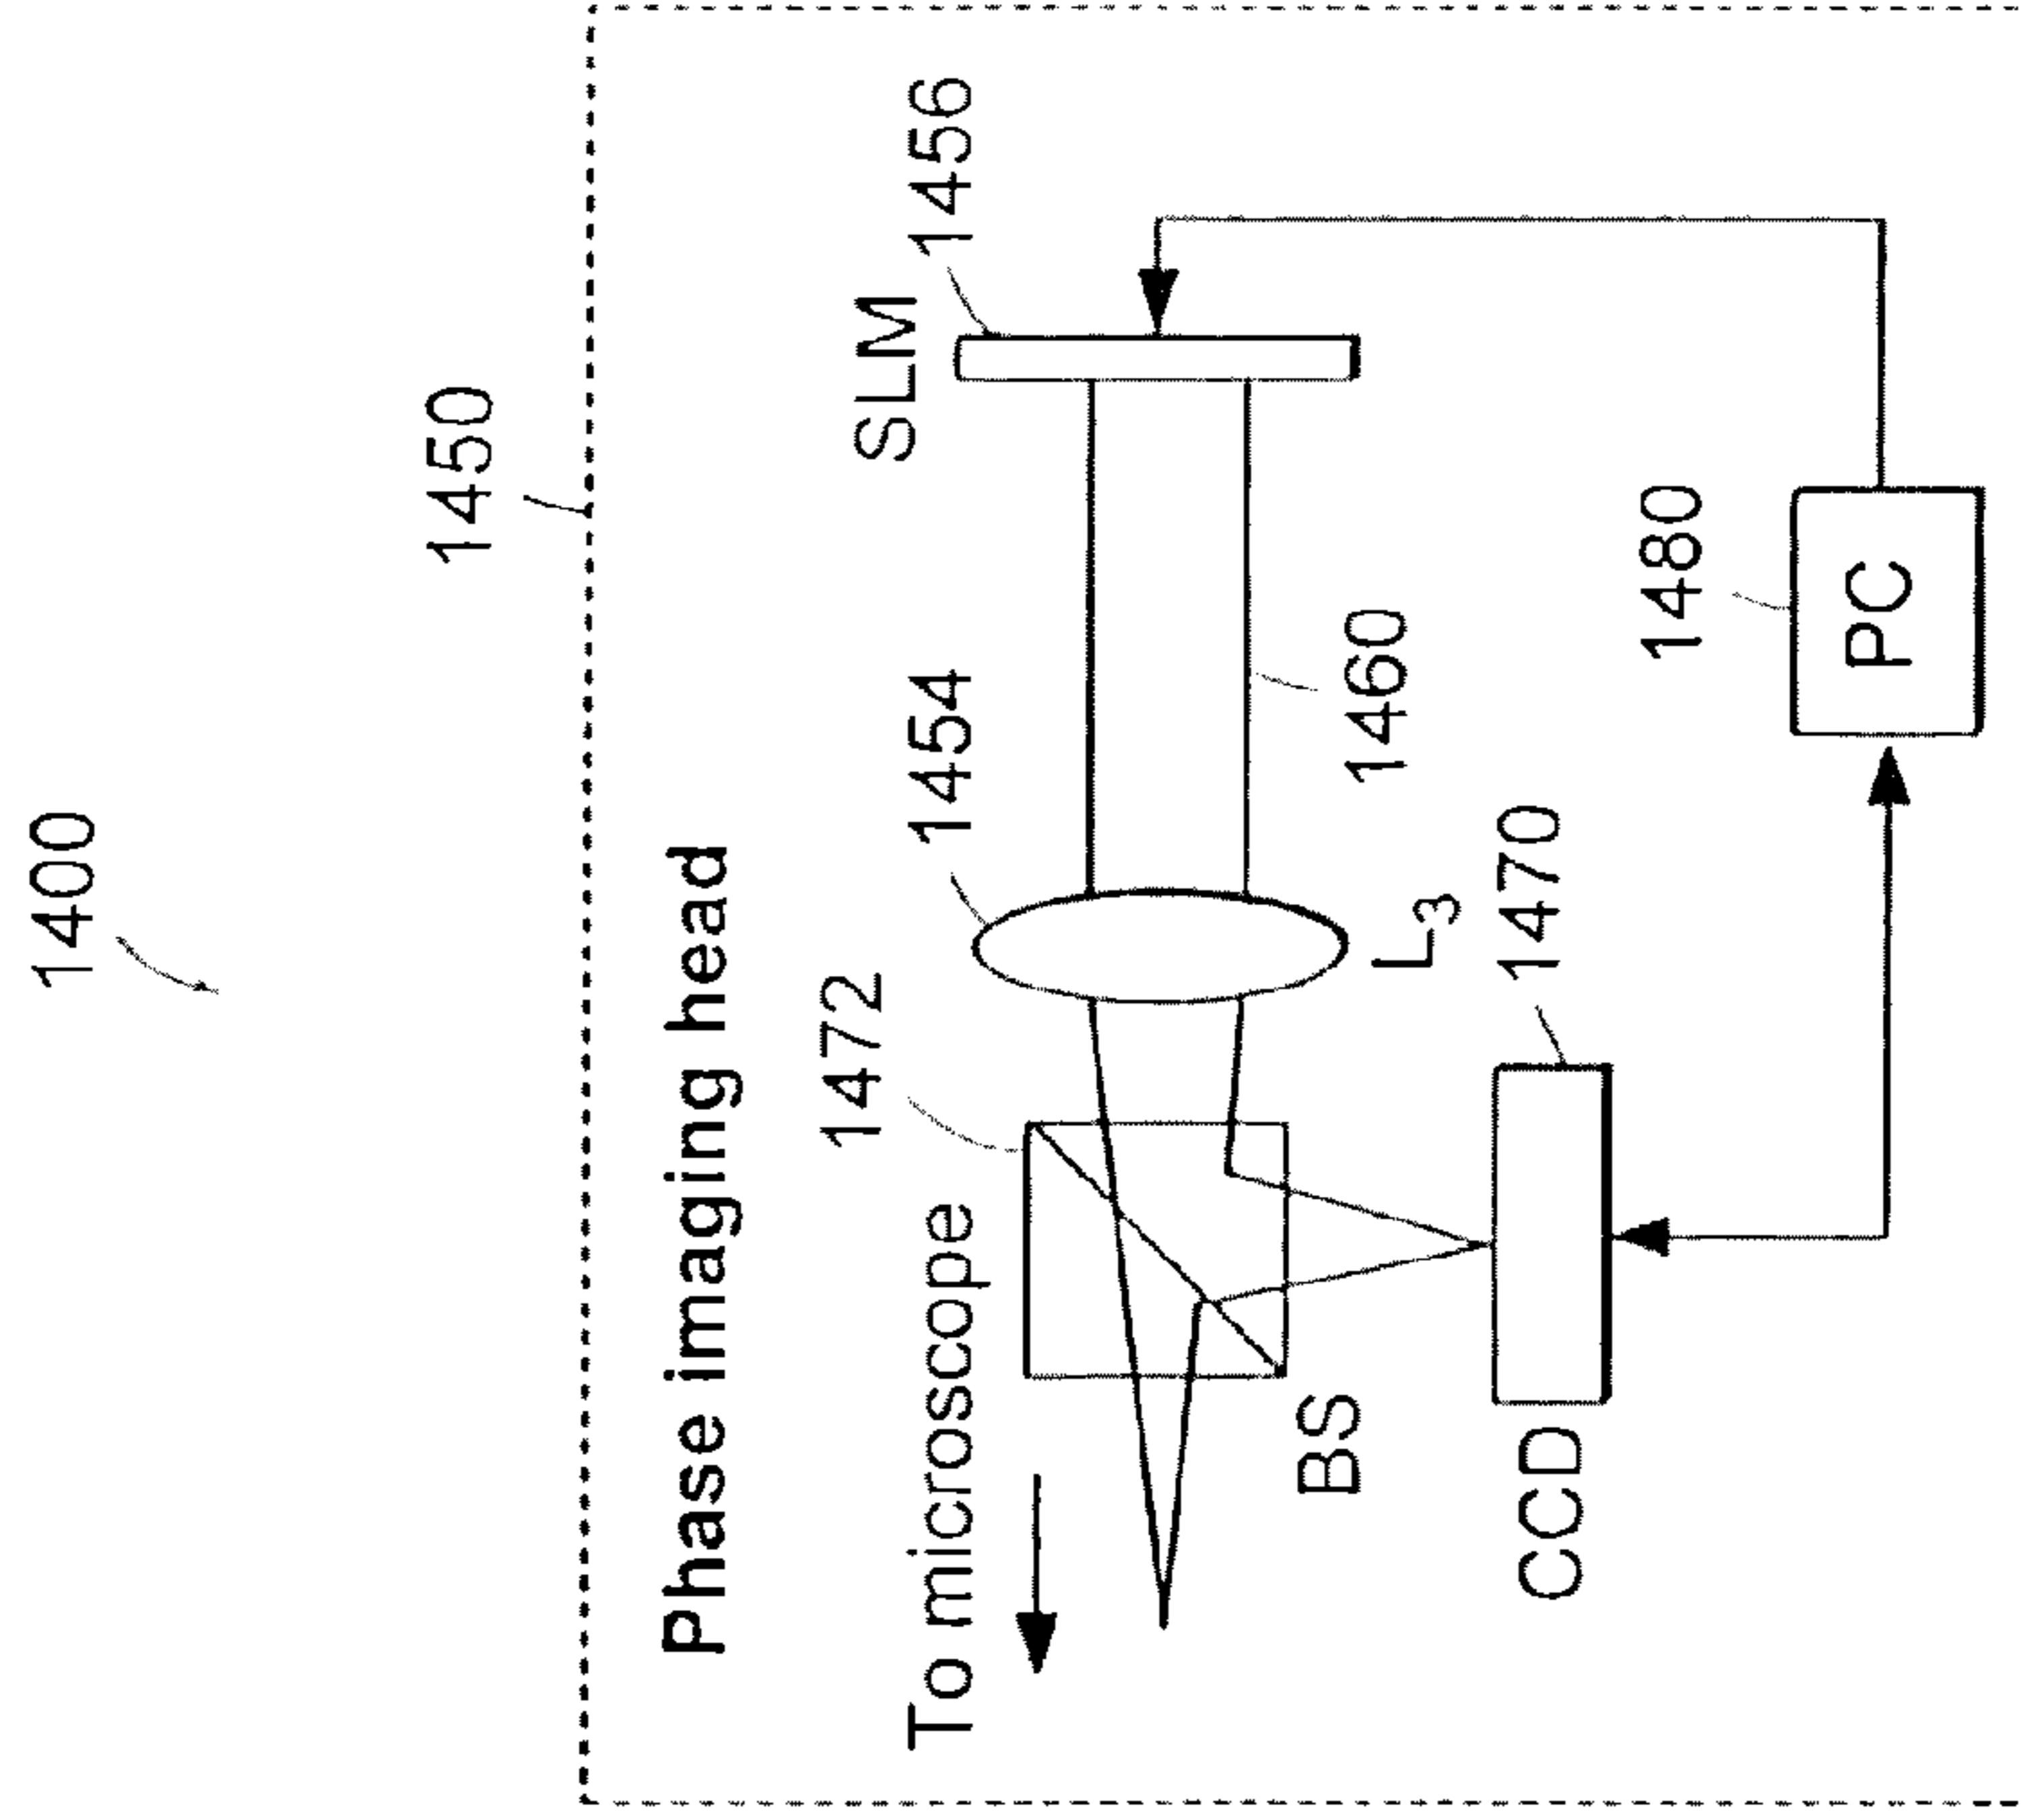 1400
1450
Phase imaging head
1472
SLM
To microscope
1454
1456
BS
L3
1460
CCD
1470
1480
PC